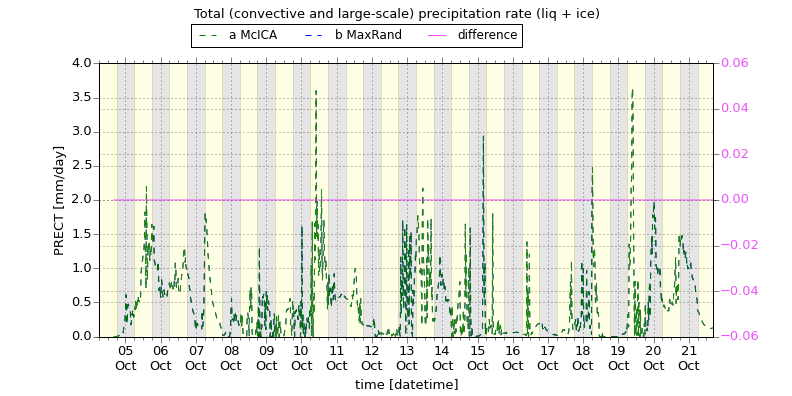 Total (convective and large-scale) precipitation rate (liq + ice)
a McICA b MaxRand difference
4.0 0.06
3.5 0.04
3.0
2.5 0.02
2.0 0.00
1.5
−0.02
1.0
0.5 −0.04
0.0 −0.06
PRECT [mm/day]
05 06 07 08 09 10 11 12 13 14 15 16 17 18 19 20 21
Oct Oct Oct Oct Oct Oct Oct Oct Oct Oct Oct Oct Oct Oct Oct Oct Oct
time [datetime]